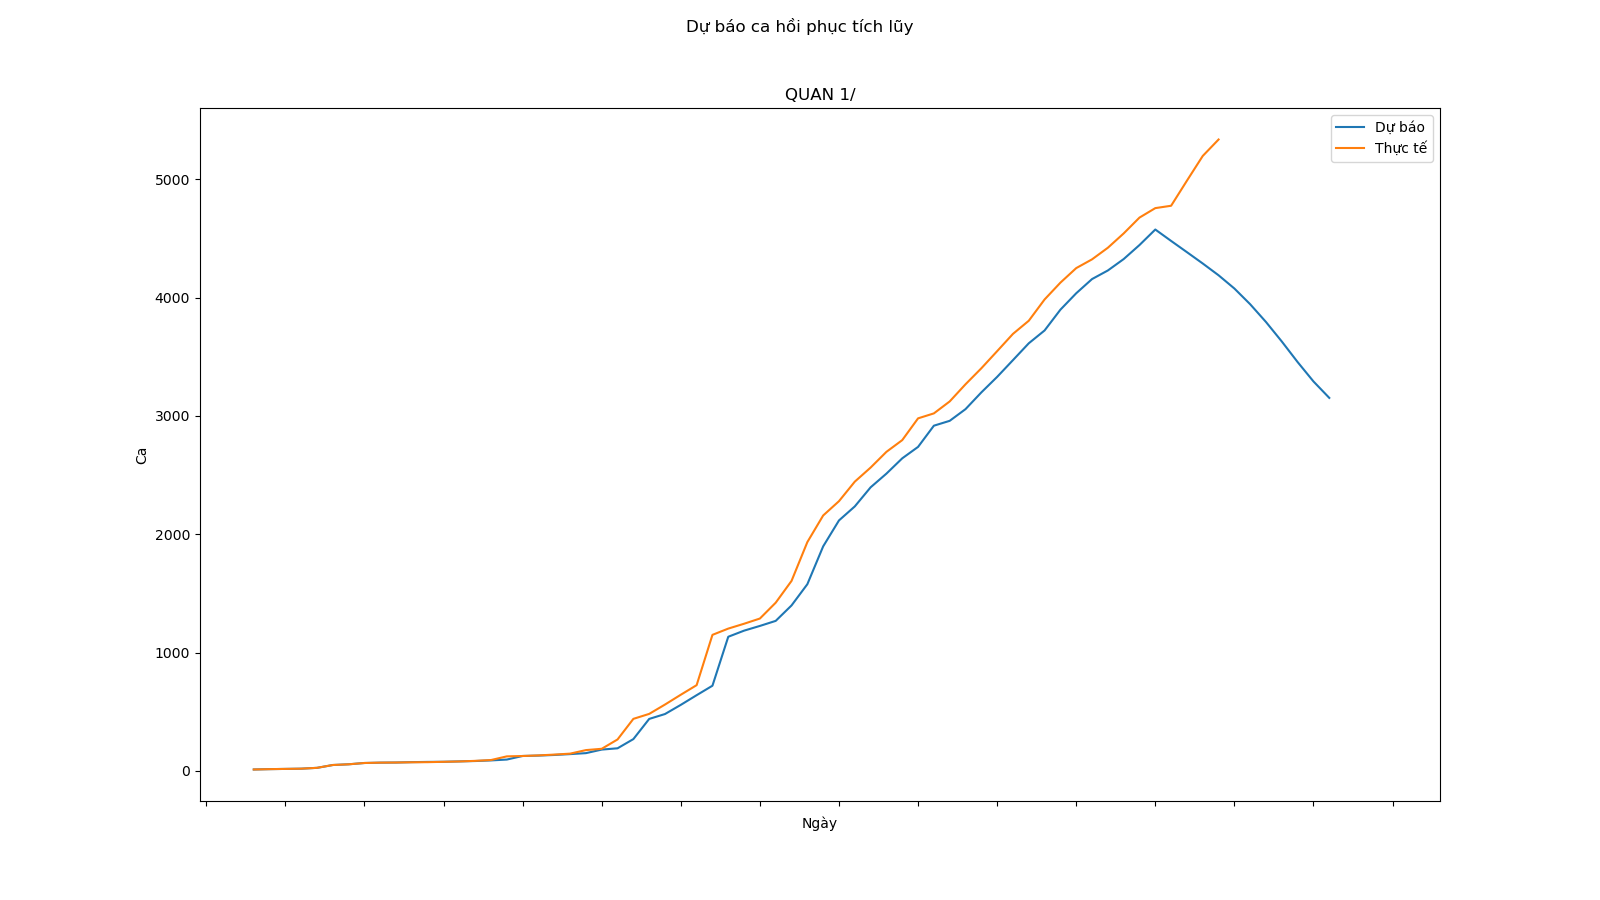 Dự báo ca hồi phục tích lũy
QUAN 1/
Dự báo
Thực tế
5000
4000
3000
2000
1000
0
Ca
Ngày